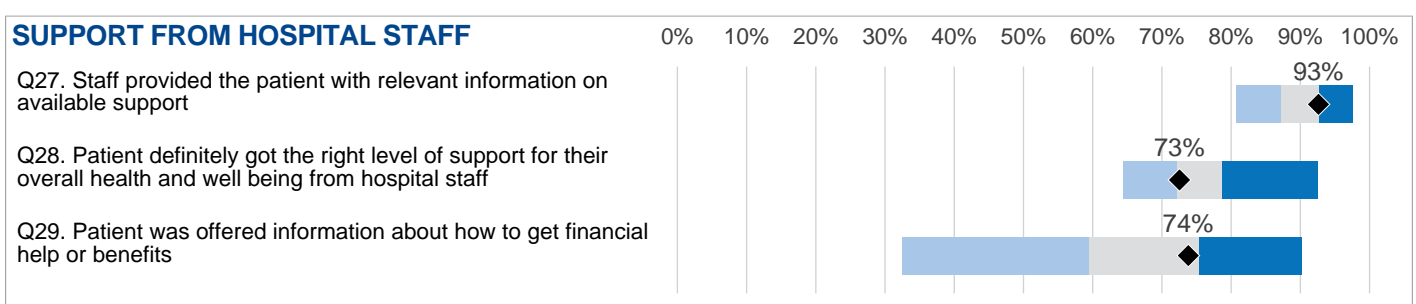 SUPPORT FROM HOSPITAL STAFF 0% 10% 20% 30% 40% 50% 60% 70% 80% 90% 100%
Q27. Staff provided the patient with relevant information on
available support
93%
Q28. Patient definitely got the right level of support for their
overall health and well being from hospital staff
73%
Q29. Patient was offered information about how to get financial
help or benefits
74%